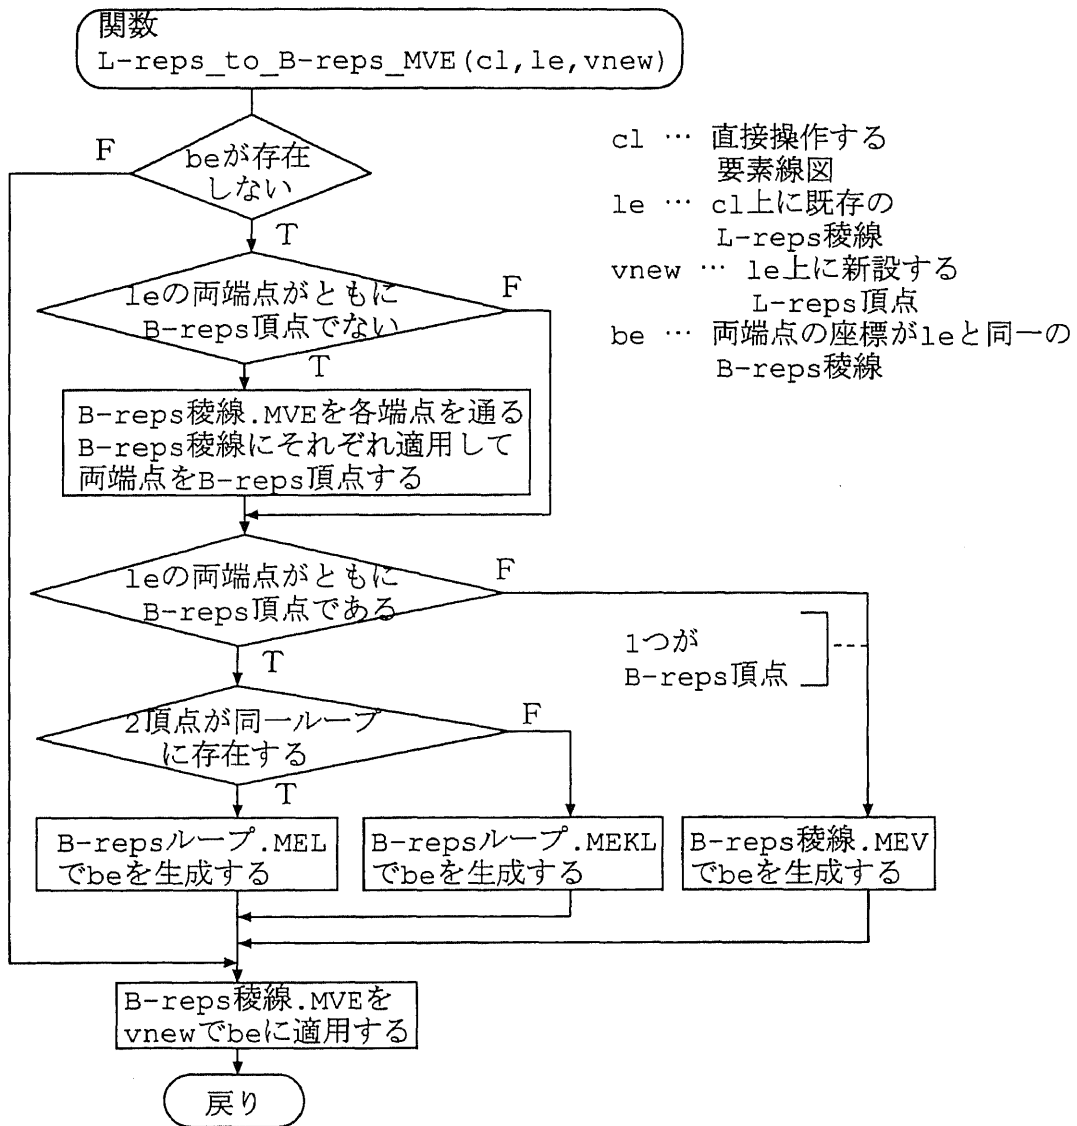 関数
L-reps_to_B-reps_MVE(cl,le,vnew)
F
beが存在
しない
T
cl … 直接操作する
要素線図
le … cl上に既存の
L-reps稜線
vnew … le上に新設する
L-reps頂点
be … 両端点の座標がleと同一の
B-reps稜線
leの両端点がともに
B-reps頂点でない
F
T
B-reps稜線.MVEを各端点を通る
B-reps稜線にそれぞれ適用して
両端点をB-reps頂点する
leの両端点がともに
B-reps頂点である
F
T
1つが
B-reps頂点
2頂点が同一ループ
に存在する
F
T
B-repsループ.MEL
でbeを生成する
B-repsループ.MEKL
でbeを生成する
B-reps稜線.MEV
でbeを生成する
B-reps稜線.MVEを
vnewでbeに適用する
戻り